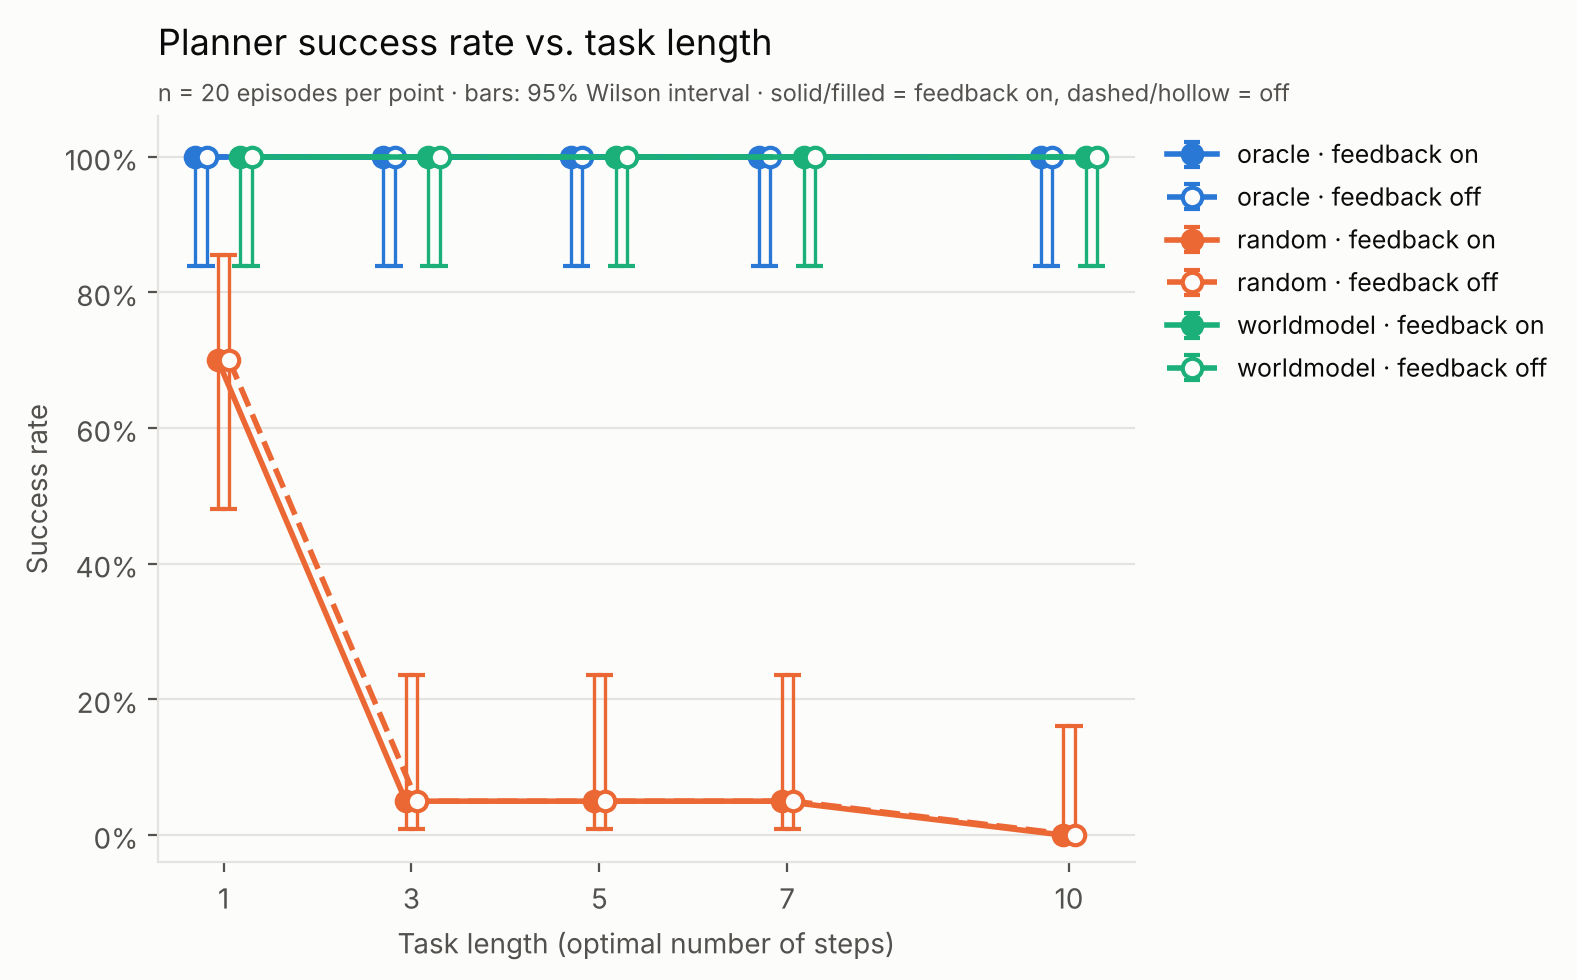 Planner success rate vs. task length
n = 20 episodes per point · bars: 95% Wilson interval · solid/filled = feedback on, dashed/hollow = off
100%
80%
60%
40%
20%
0%
Success rate
1 3 5 7 10
Task length (optimal number of steps)
oracle · feedback on
oracle · feedback off
random · feedback on
random · feedback off
worldmodel · feedback on
worldmodel · feedback off